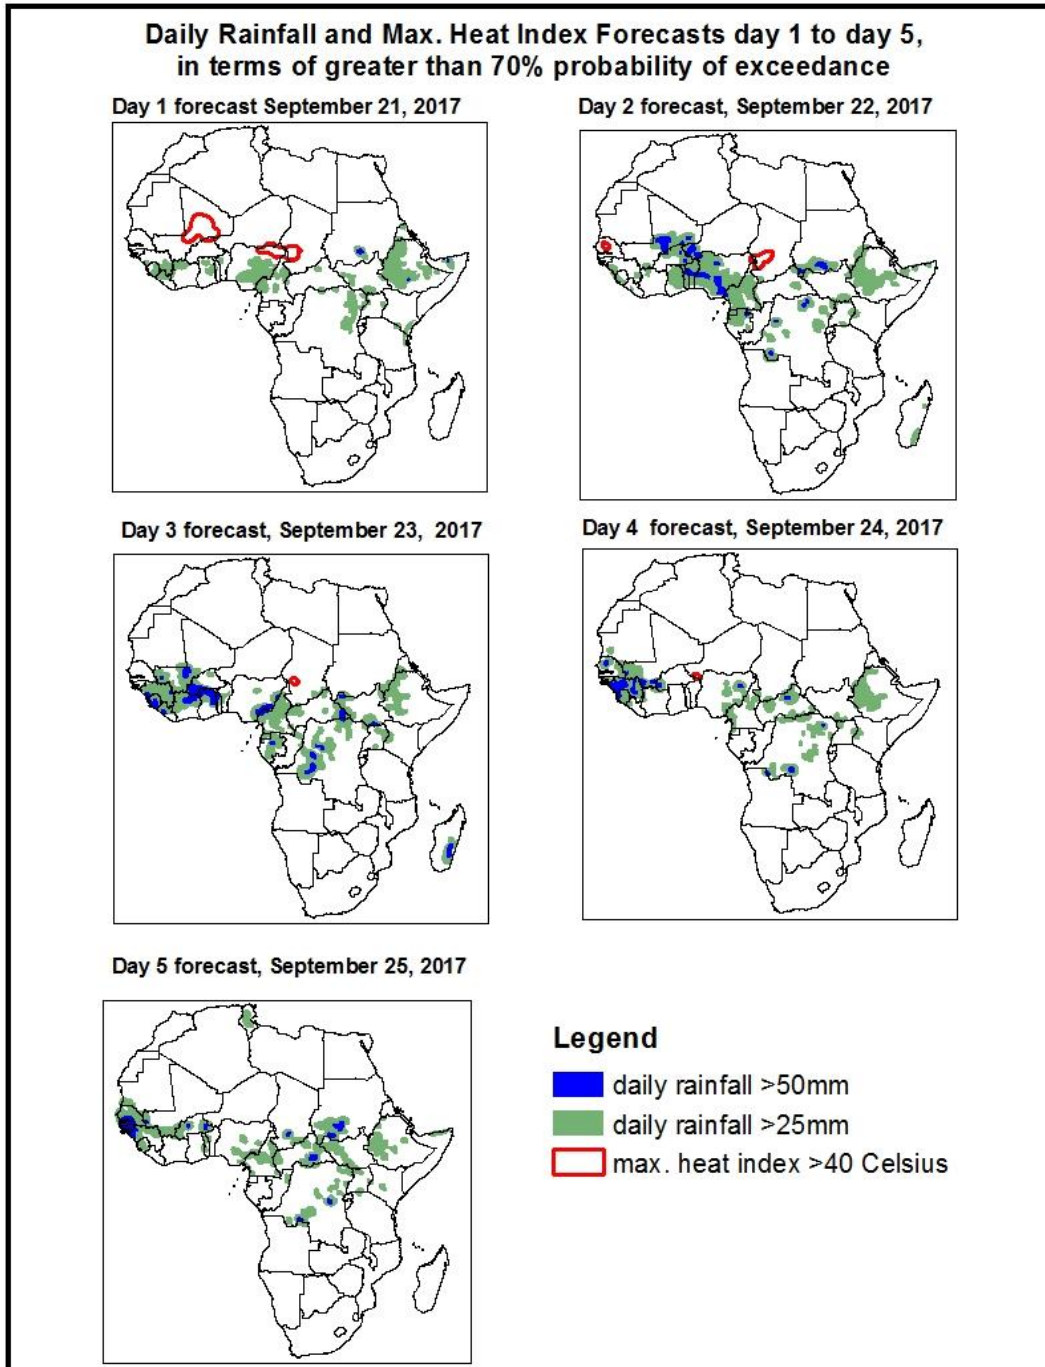 Daily Rainfall and Max. Heat Index Forecasts day 1 to day 5,
in terms of greater than 70% probability of exceedance
Day 1 forecast September 21, 2017
Day 2 forecast, September 22, 2017
Day 3 forecast, September 23, 2017
Day 4 forecast, September 24, 2017
Day 5 forecast, September 25, 2017
Legend
daily rainfall >50mm
daily rainfall >25mm
max. heat index >40 Celsius